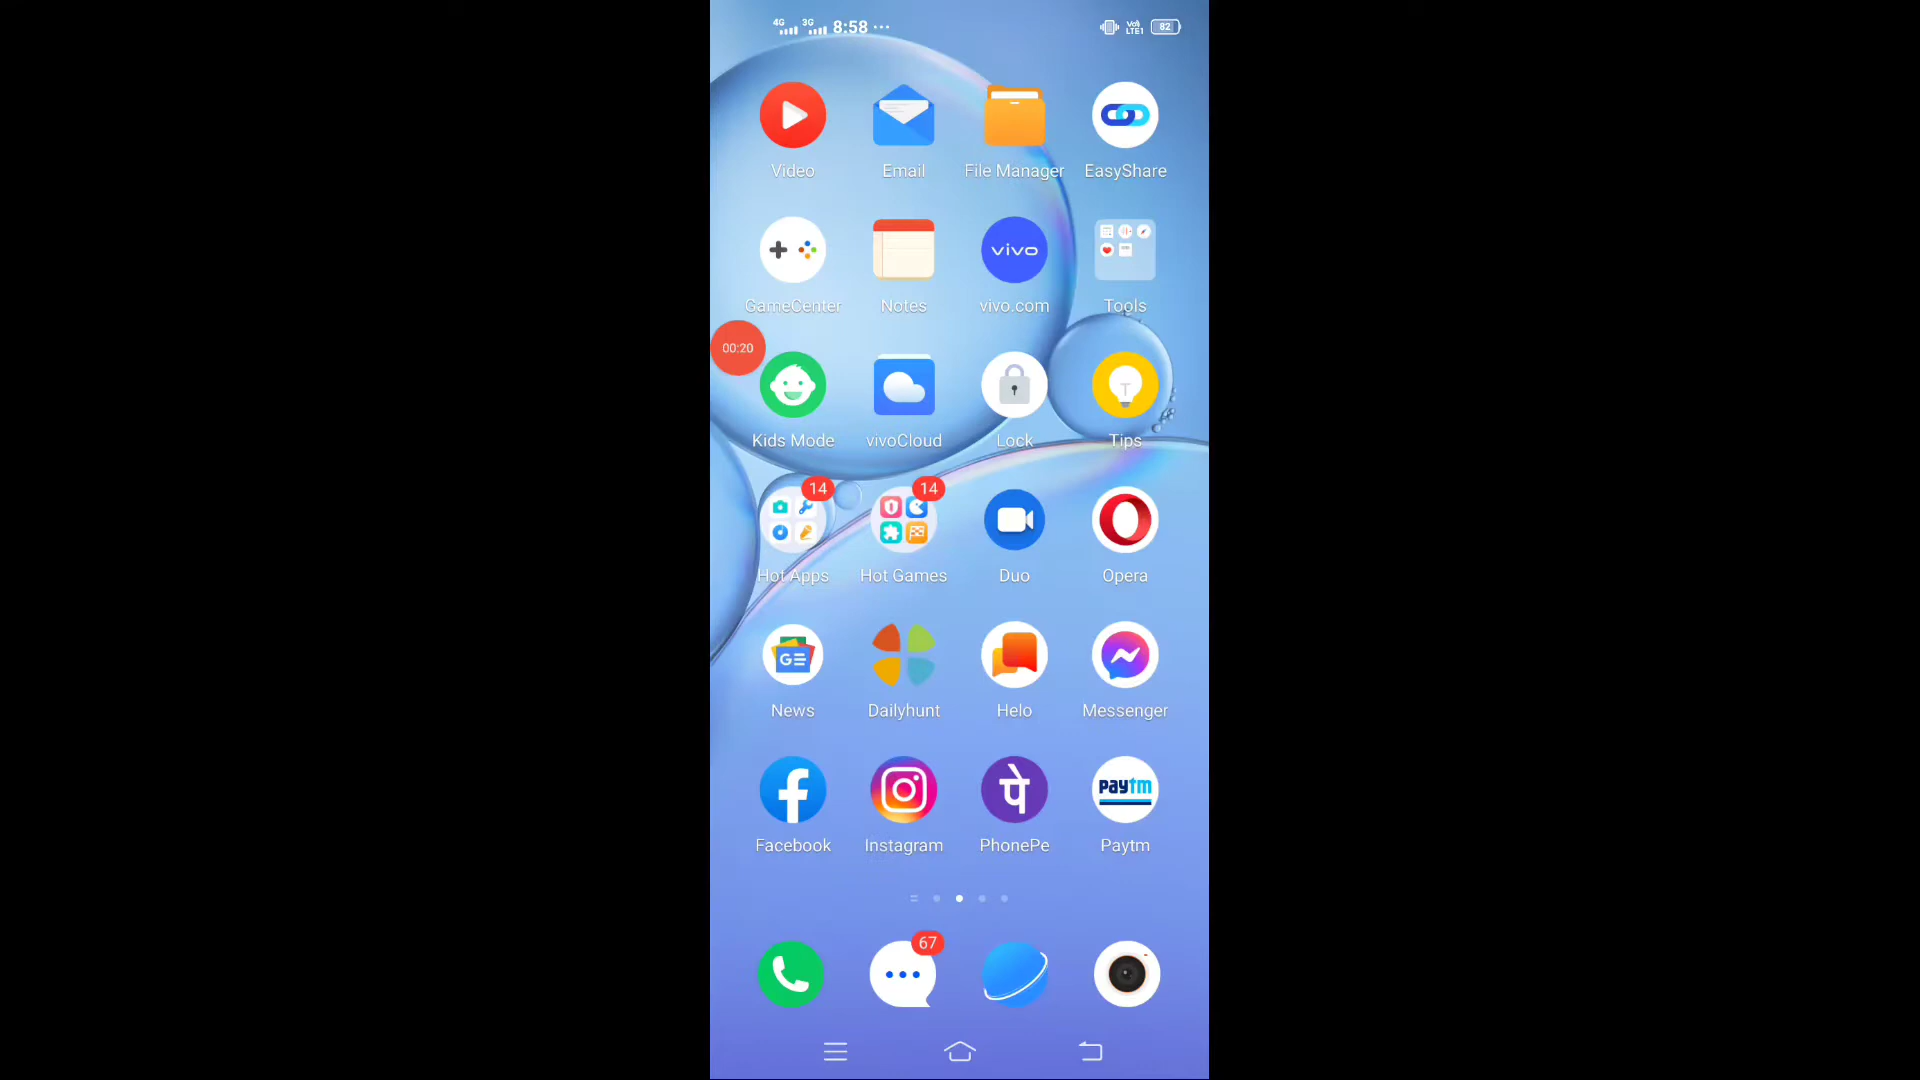 4G 3G 8:58 ...
VoLTE1 82
Video Email File Manager EasyShare
vivo
GameCenter Notes vivo.com Tools
00:20
T
Kids Mode vivoCloud Lock Tips
14 14
Hot Apps Hot Games Duo Opera
GE
News Dailyhunt Helo Messenger
पे paytm
Facebook Instagram PhonePe Paytm
67